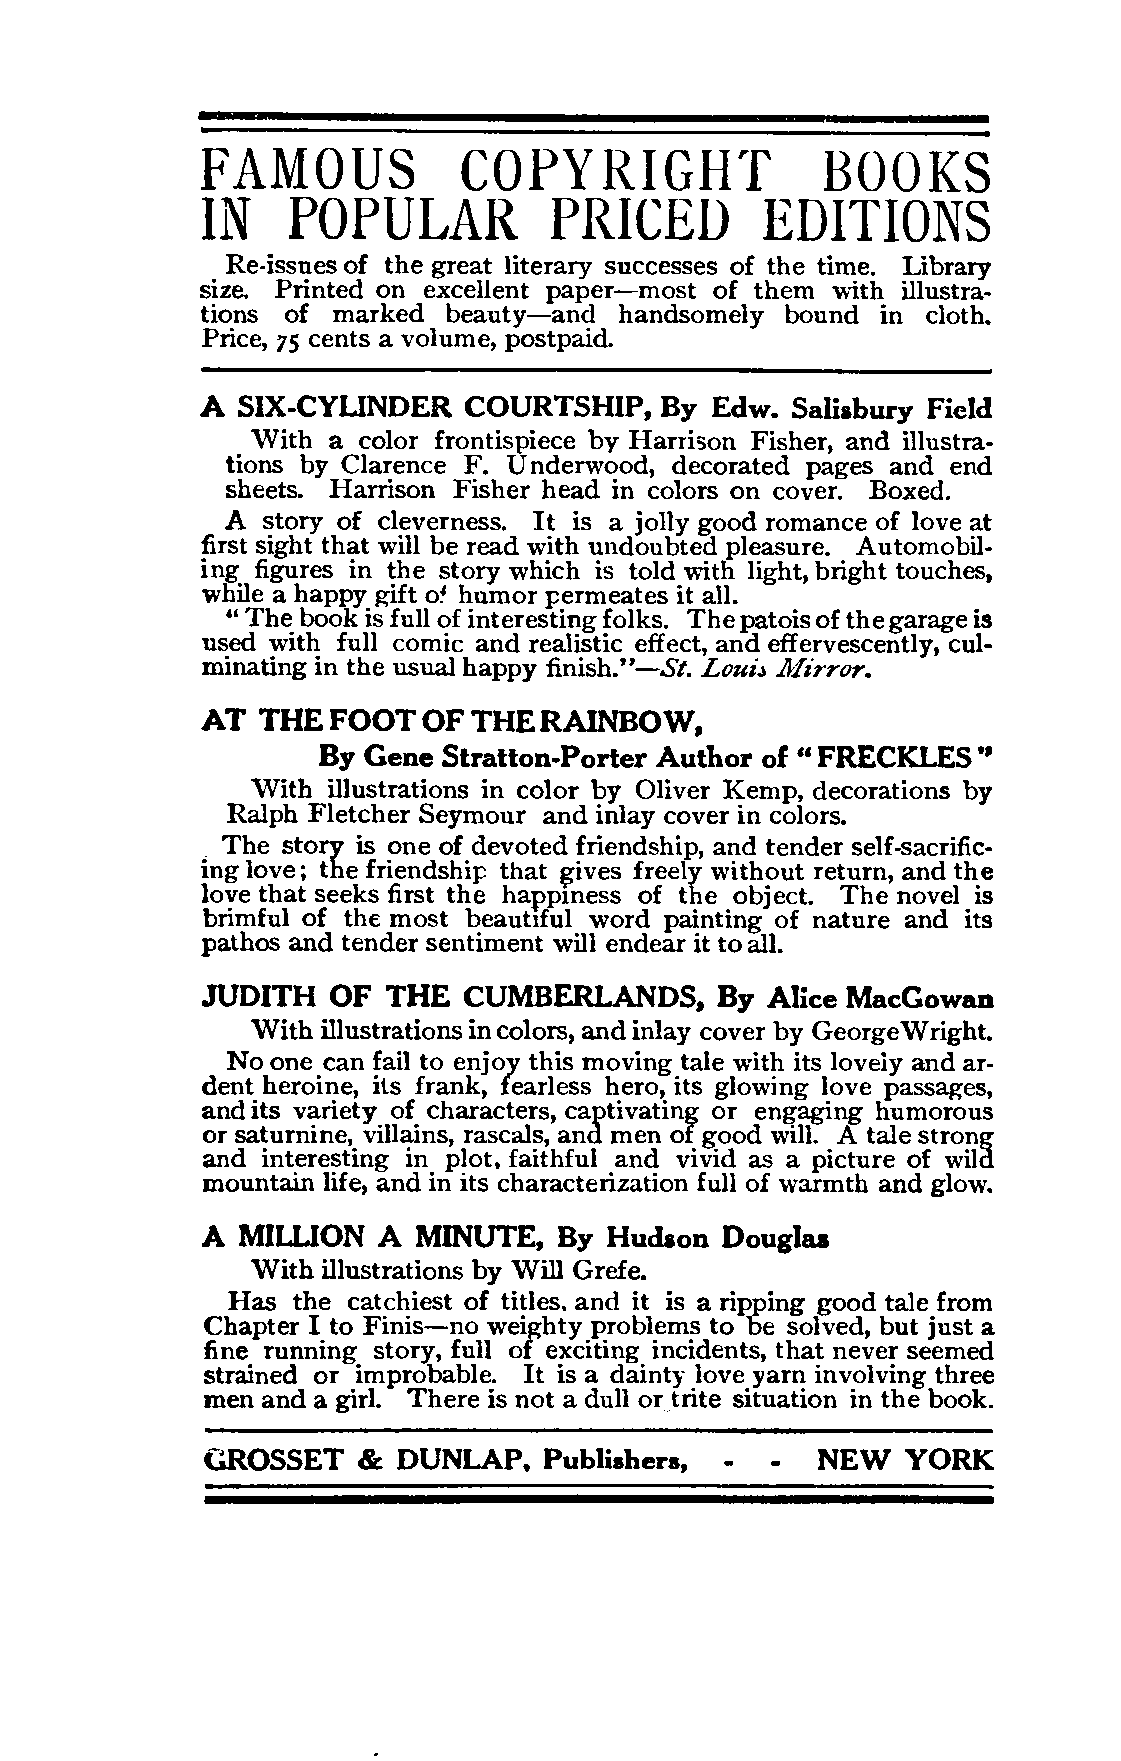 FAMOUS COPYRIGHT BOOKS
IN POPULAR PRICED EDITIONS
Re-issues of the great literary successes of the time. Library
size. Printed on excellent paper—most of them with illustra-
tions of marked beauty—and handsomely bound in cloth.
Price, 75 cents a volume, postpaid.
A SIX-CYLINDER COURTSHIP, By Edw. Salisbury Field
With a color frontispiece by Harrison Fisher, and illustra-
tions by Clarence F. Underwood, decorated pages and end
sheets. Harrison Fisher head in colors on cover. Boxed.
A story of cleverness. It is a jolly good romance of love at
first sight that will be read with undoubted pleasure. Automobil-
ing figures in the story which is told with light, bright touches,
while a happy gift of humor permeates it all.
"The book is full of interesting folks. The patois of the garage is
used with full comic and realistic effect, and effervescently, cul-
minating in the usual happy finish."—St. Louis Mirror.
AT THE FOOT OF THE RAINBOW,
By Gene Stratton-Porter Author of "FRECKLES"
With illustrations in color by Oliver Kemp, decorations by
Ralph Fletcher Seymour and inlay cover in colors.
The story is one of devoted friendship, and tender self-sacrific-
ing love; the friendship that gives freely without return, and the
love that seeks first the happiness of the object. The novel is
brimful of the most beautiful word painting of nature and its
pathos and tender sentiment will endear it to all.
JUDITH OF THE CUMBERLANDS, By Alice MacGowan
With illustrations in colors, and inlay cover by George Wright.
No one can fail to enjoy this moving tale with its lovely and ar-
dent heroine, its frank, fearless hero, its glowing love passages,
and its variety of characters, captivating or engaging humorous
or saturnine, villains, rascals, and men of good will. A tale strong
and interesting in plot, faithful and vivid as a picture of wild
mountain life, and in its characterization full of warmth and glow.
A MILLION A MINUTE, By Hudson Douglas
With illustrations by Will Grefe.
Has the catchiest of titles, and it is a ripping good tale from
Chapter I to Finis—no weighty problems to be solved, but just a
fine running story, full of exciting incidents, that never seemed
strained or improbable. It is a dainty love yarn involving three
men and a girl. There is not a dull or trite situation in the book.
GROSSET & DUNLAP, Publishers, - - NEW YORK